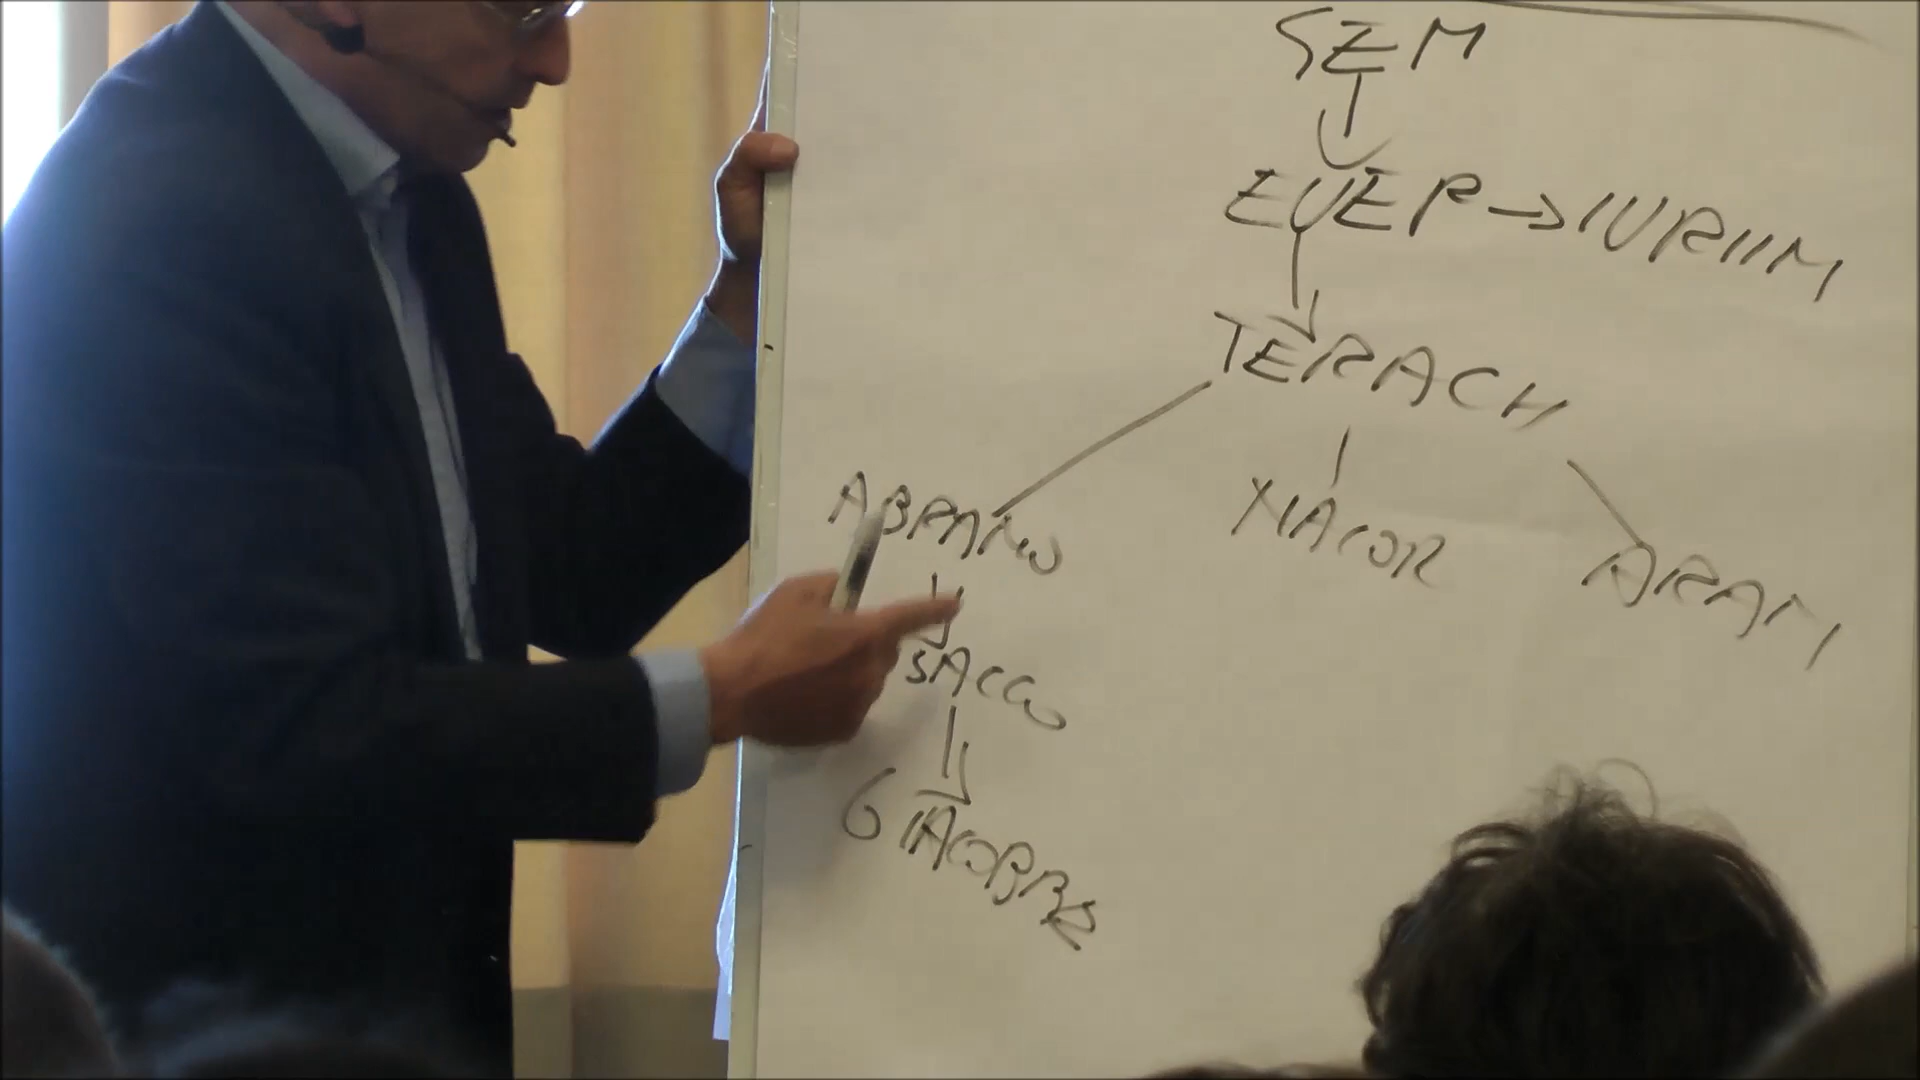 SEM
EVER → IVRIIM
TERACH
ABRAMO NACOR ARAM
ISACCO
GIACOBBE